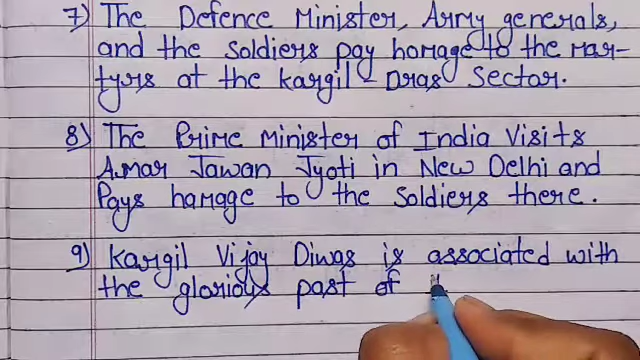 7) The Defence Minister, Army generals,
and the soldiers pay homage to the Mar-
tyrs at the Kargil - Dras Sector.
8) The Prime Minister of India Visits
Amar Jawan Jyoti in New Delhi and
Pays hamage to the soldiers there.
9) Kargil Vijay Diwas is associated with
the glorious past of